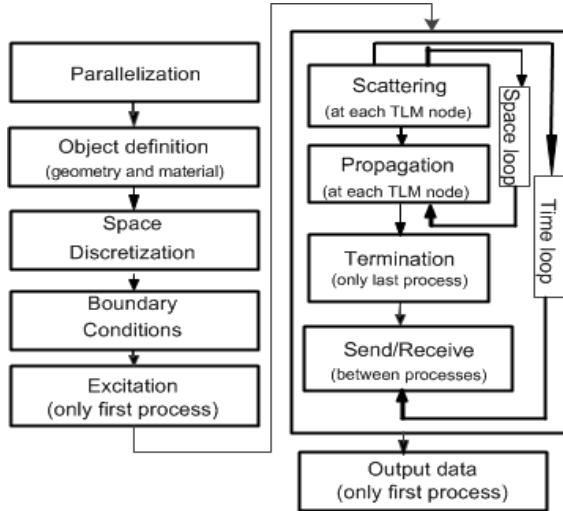 Parallelization
Object definition
(geometry and material)
Space
Discretization
Boundary
Conditions
Excitation
(only first process)
Scattering
(at each TLM node)
Propagation
(at each TLM node)
Termination
(only last process)
Send/Receive
(between processes)
Space loop
Time loop
Output data
(only first process)